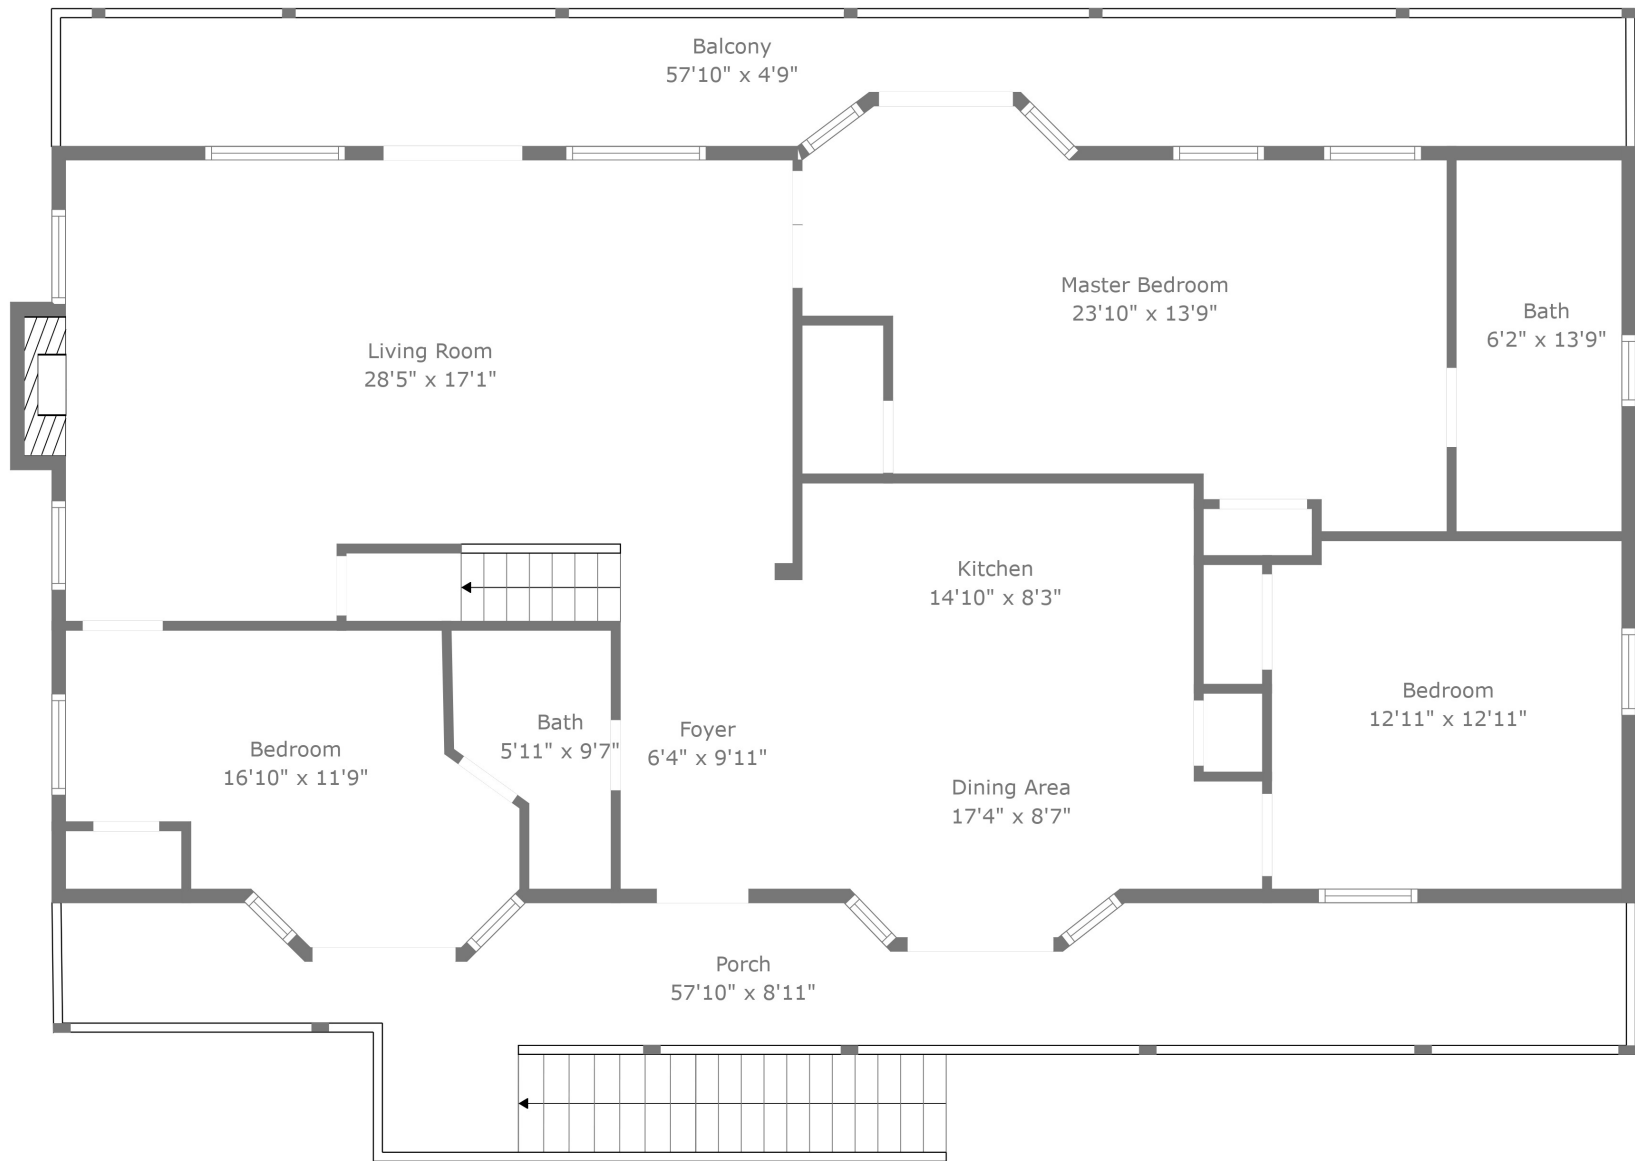 Balcony
57'10" x 4'9"
Master Bedroom
23'10" x 13'9"
Bath
6'2" x 13'9"
Living Room
28'5" x 17'1"
Kitchen
14'10" x 8'3"
Bedroom
12'11" x 12'11"
Bath
5'11" x 9'7"
Foyer
6'4" x 9'11"
Bedroom
16'10" x 11'9"
Dining Area
17'4" x 8'7"
Porch
57'10" x 8'11"